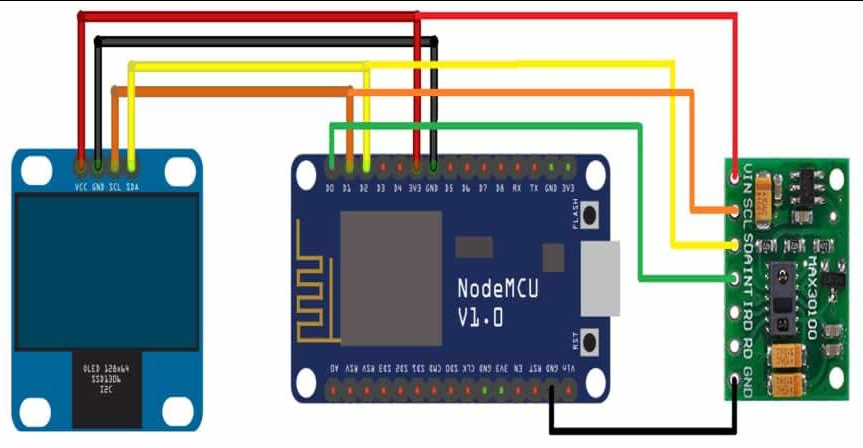 VCC GND SCL SDA
OLED 128x64
SSD1306
I2C
D0 D1 D2 D3 D4 3V3 GND D5 D6 D7 D8 RX TX GND 3V3
FLASH
NodeMCU
V1.0
RST
A0 RSV RSV SD3 SD2 SD1 CMD SD0 CLK GND 3V3 EN RST GND Vin
VIN SCL SDA INT IRD RD GND
MAX30100